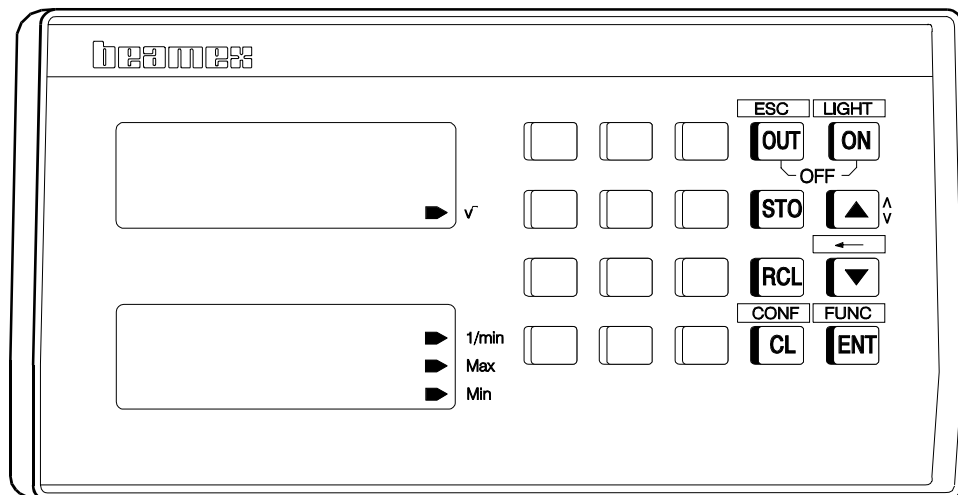 beamex
ESC LIGHT
OUT ON
OFF
√
STO ▲ ∧
∨
←
RCL ▼
CONF FUNC
1/min CL ENT
Max
Min